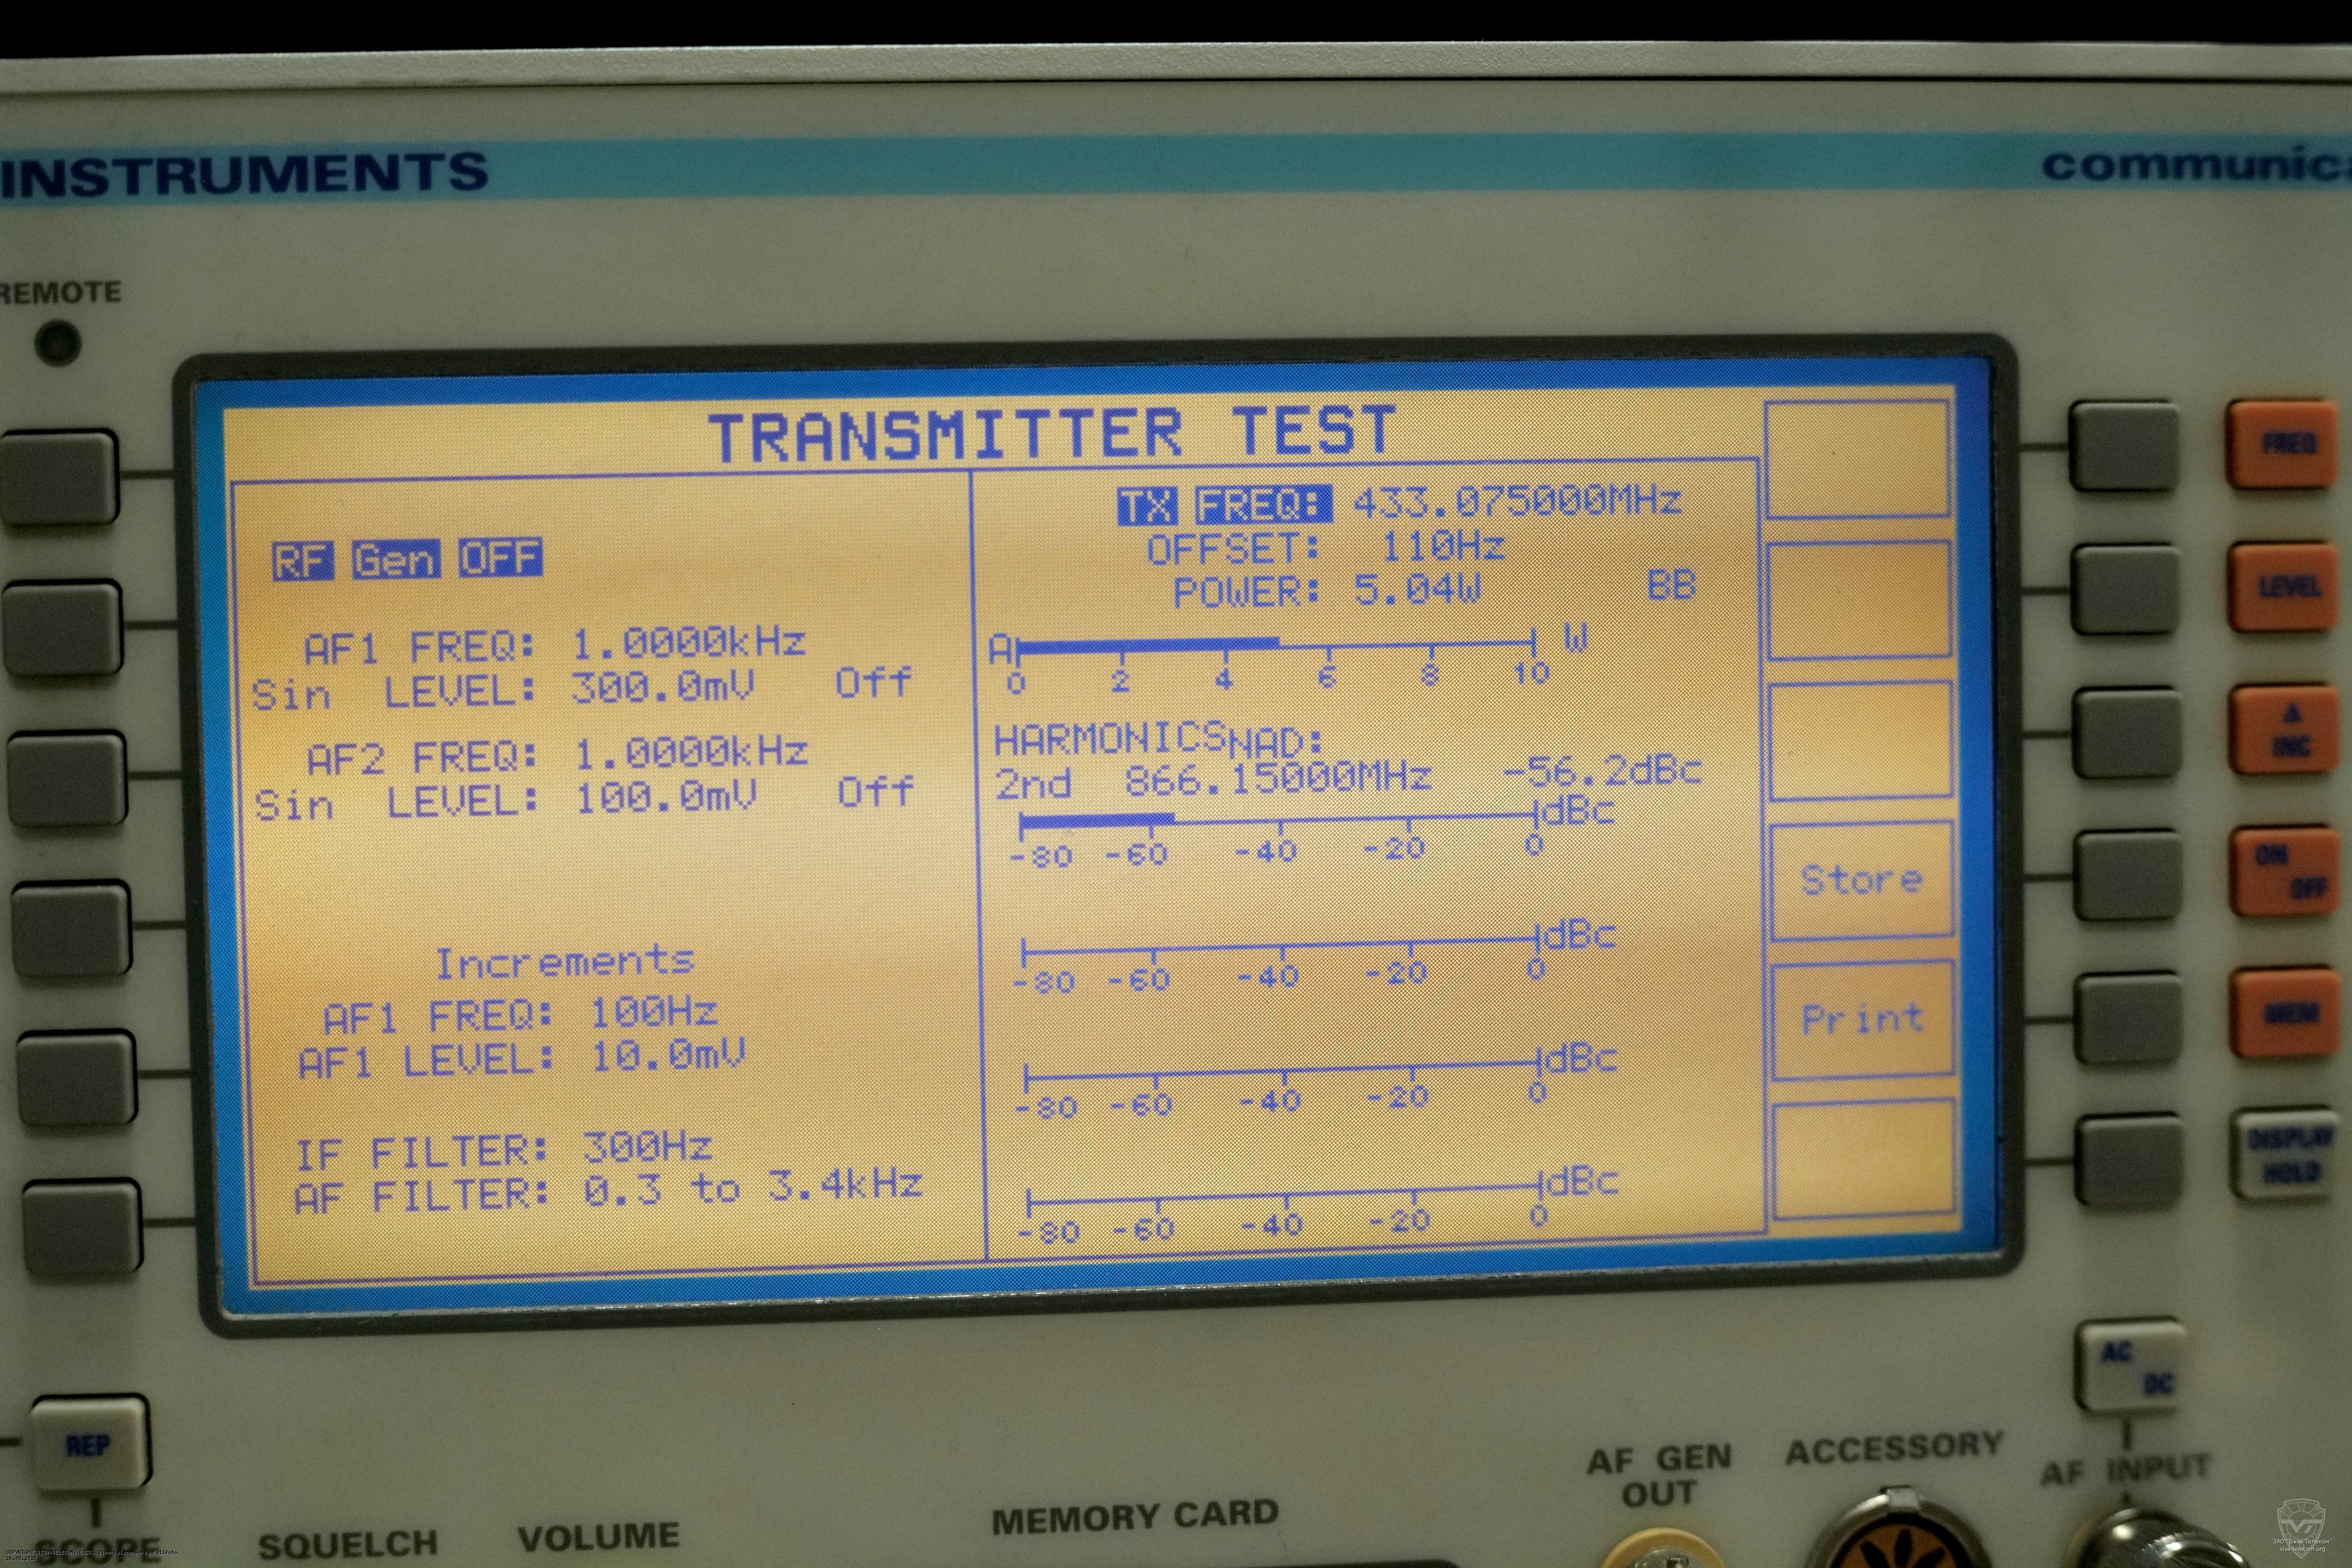 INSTRUMENTS
communica
REMOTE
TRANSMITTER TEST
RF Gen OFF
AF1 FREQ: 1.0000kHz
Sin LEVEL: 300.0mV Off
AF2 FREQ: 1.0000kHz
Sin LEVEL: 100.0mV Off
Increments
AF1 FREQ: 100Hz
AF1 LEVEL: 10.0mV
IF FILTER: 300Hz
AF FILTER: 0.3 to 3.4kHz
TX FREQ: 433.075000MHz
OFFSET: 110Hz
POWER: 5.04W BB
A W
0 2 4 6 8 10
HARMONICSNAD:
2nd 866.15000MHz -56.2dBc
dBc
-80 -60 -40 -20 0
dBc
-80 -60 -40 -20 0
dBc
-80 -60 -40 -20 0
dBc
-80 -60 -40 -20 0
Store
Print
FREQ
LEVEL
Δ
INC
ON
OFF
MEM
DISPLAY
HOLD
AC
DC
REP
SCOPE
SQUELCH
VOLUME
MEMORY CARD
AF GEN
OUT
ACCESSORY
AF INPUT